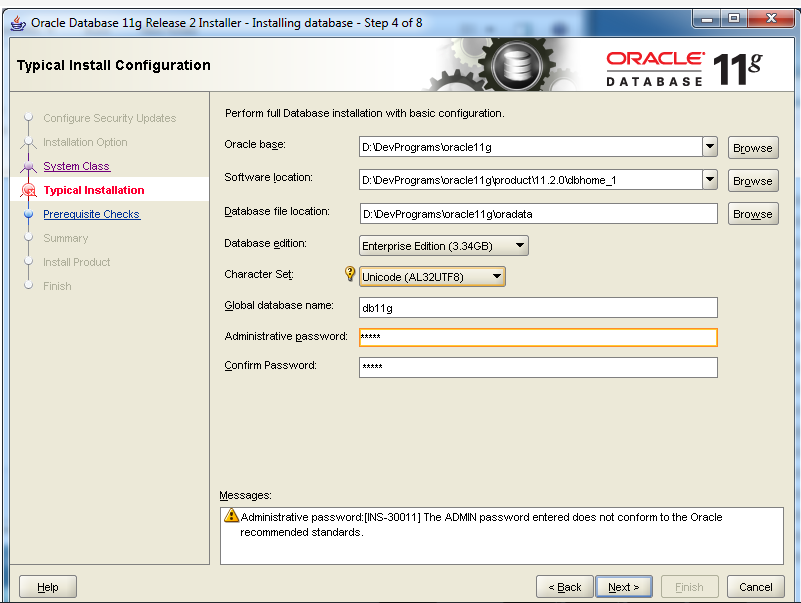 Oracle Database 11g Release 2 Installer - Installing database - Step 4 of 8
Typical Install Configuration
ORACLE
DATABASE
11g
Configure Security Updates
Installation Option
System Class
Typical Installation
Prerequisite Checks
Summary
Install Product
Finish
Perform full Database installation with basic configuration.
Oracle base: D:\DevPrograms\oracle11g Browse
Software location: D:\DevPrograms\oracle11g\product\11.2.0\dbhome_1 Browse
Database file location: D:\DevPrograms\oracle11g\oradata Browse
Database edition: Enterprise Edition (3.34GB)
Character Set: Unicode (AL32UTF8)
Global database name: db11g
Administrative password: *****
Confirm Password: *****
Messages:
Administrative password:[INS-30011] The ADMIN password entered does not conform to the Oracle
recommended standards.
Help < Back Next > Finish Cancel